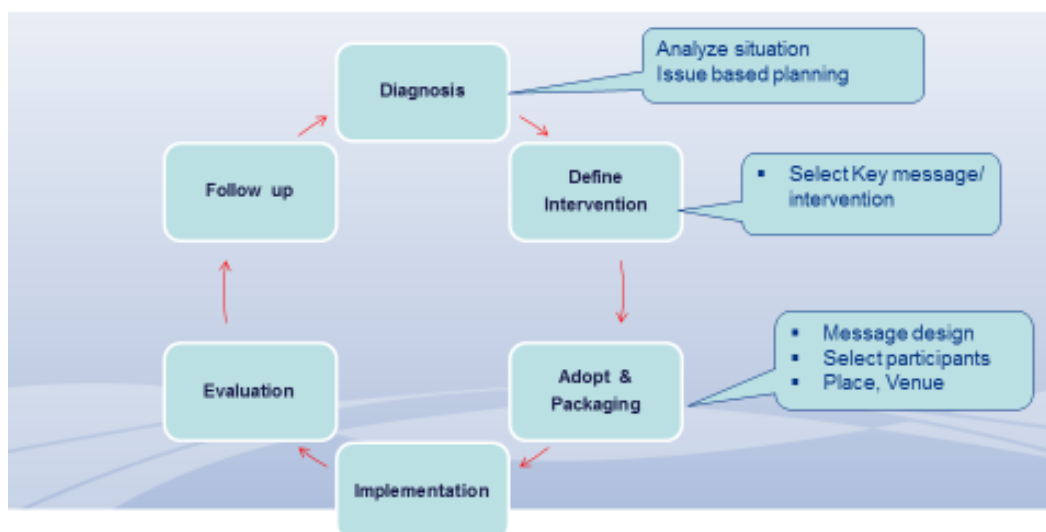 Diagnosis
Analyze situation
Issue based planning
Define
Intervention
▪ Select Key message/
intervention
Adopt &
Packaging
▪ Message design
▪ Select participants
▪ Place, Venue
Implementation
Evaluation
Follow up